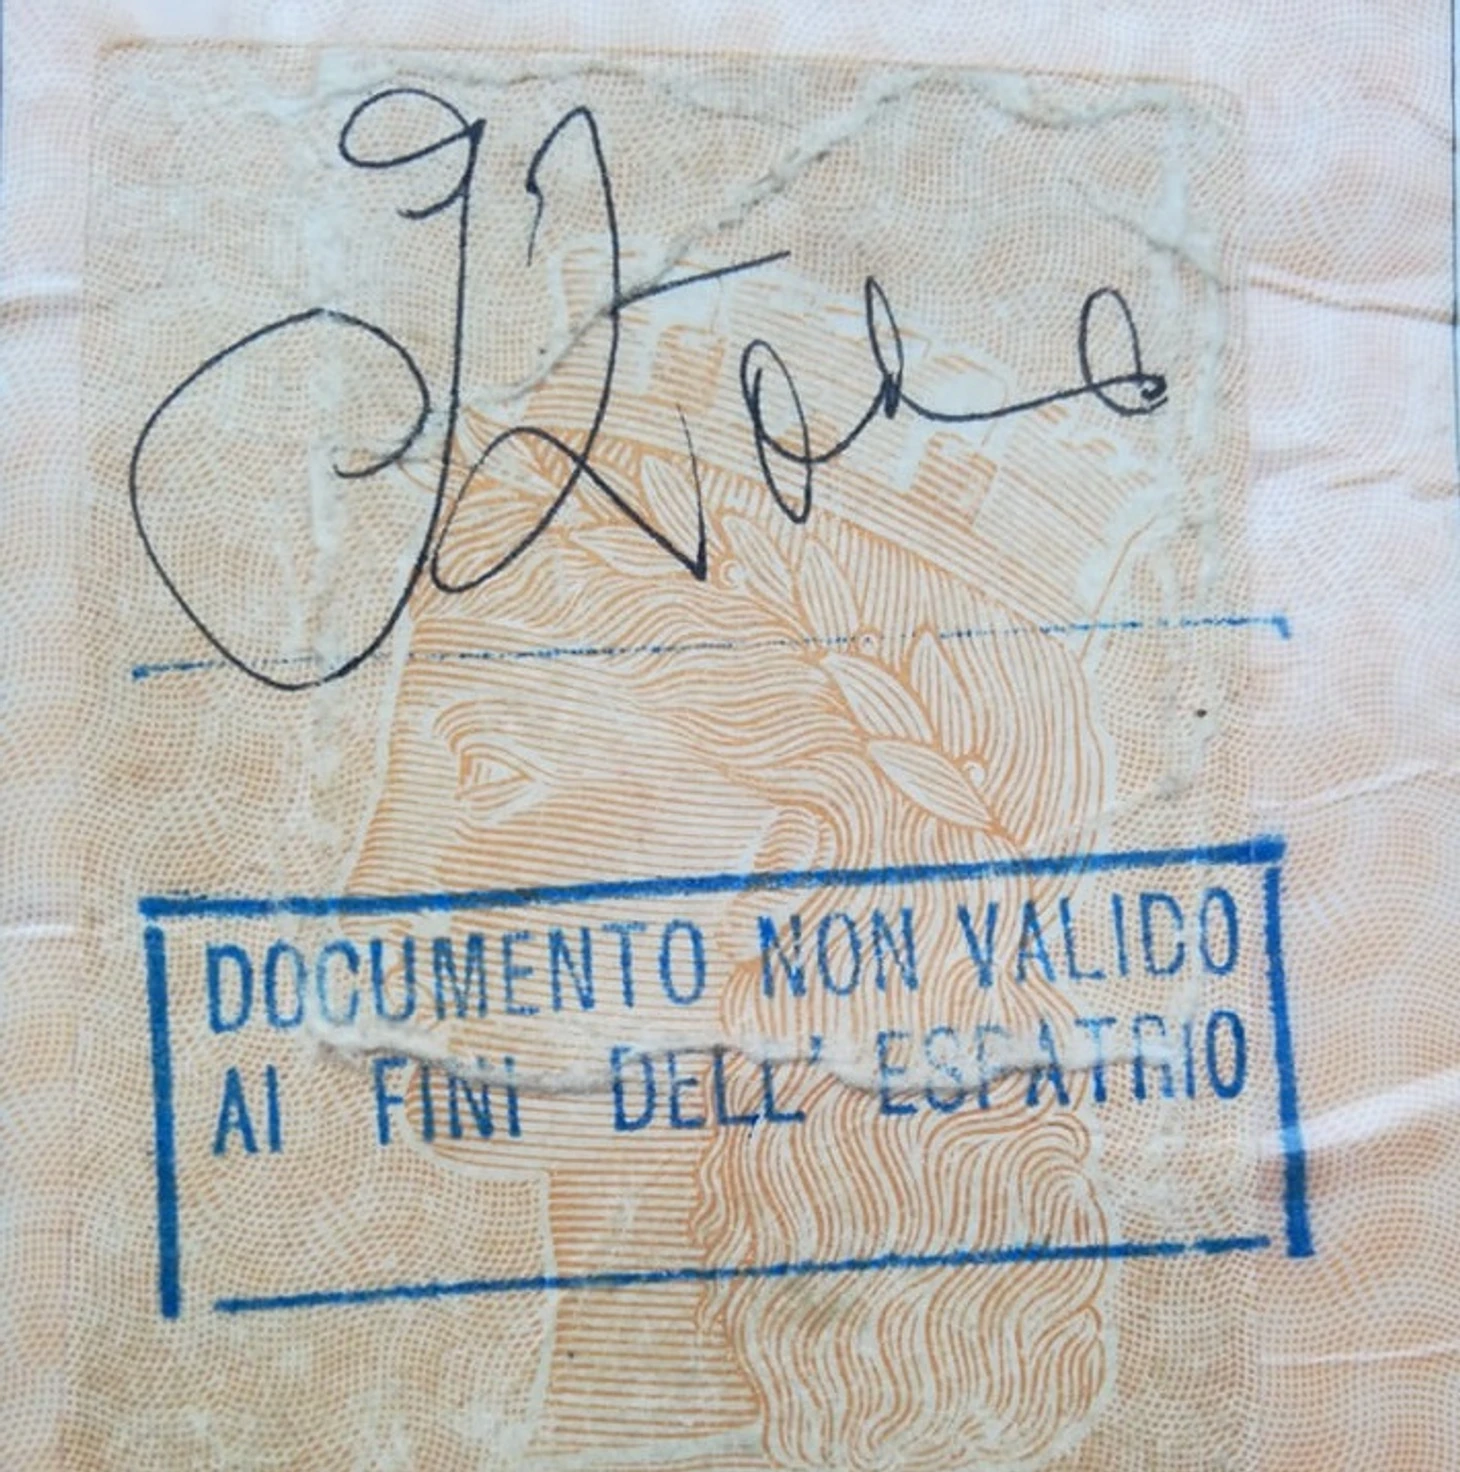 DOCUMENTO NON VALIDO
AI FINI DELL' ESPATRIO